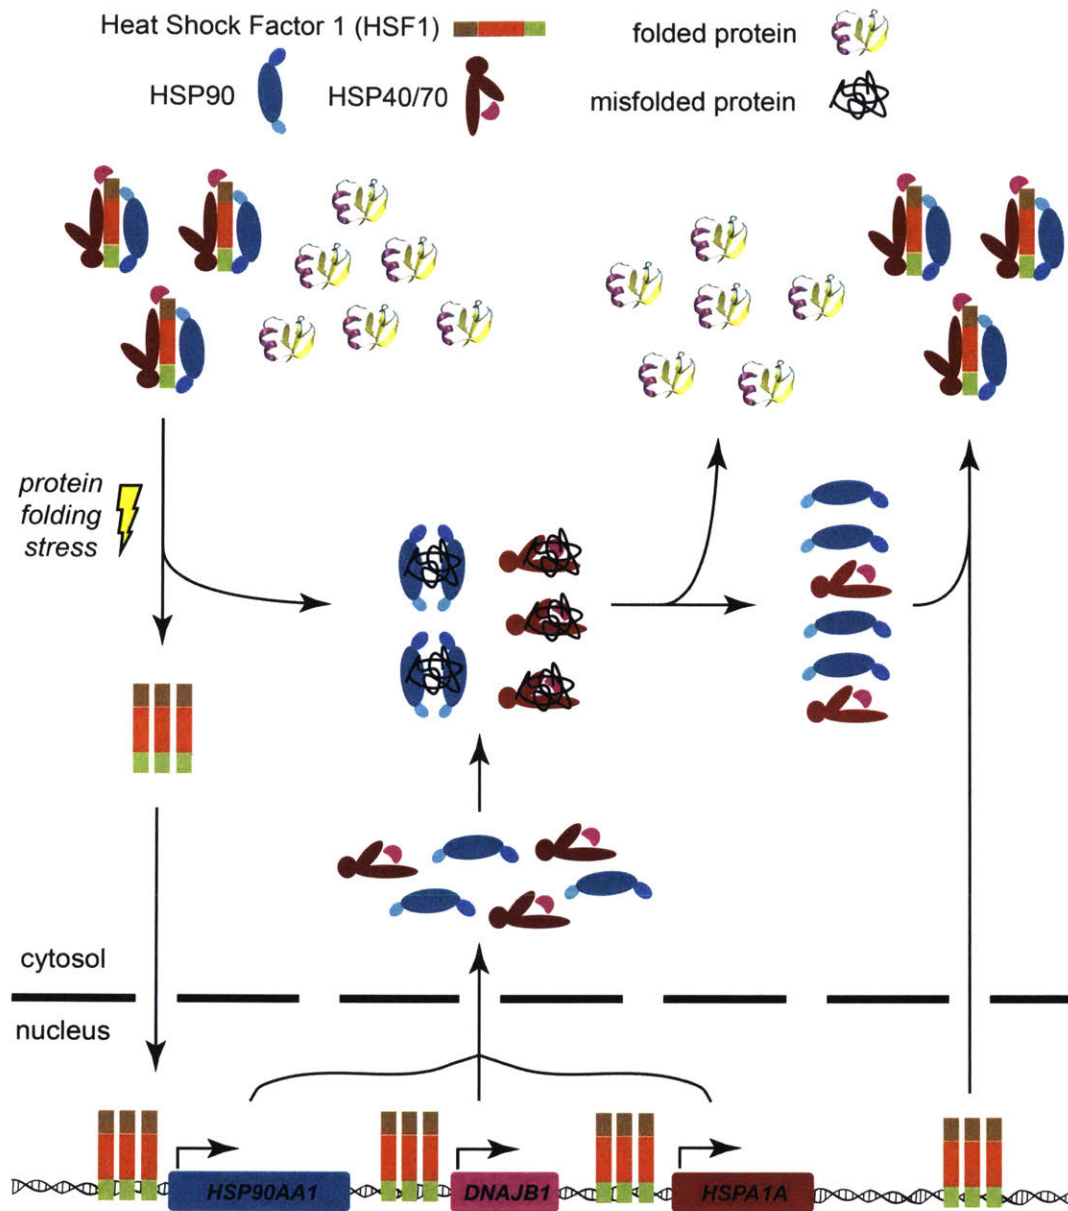 Heat Shock Factor 1 (HSF1)
folded protein
HSP90
HSP40/70
misfolded protein
protein
folding
stress
cytosol
nucleus
HSP90AA1
DNAJB1
HSPA1A